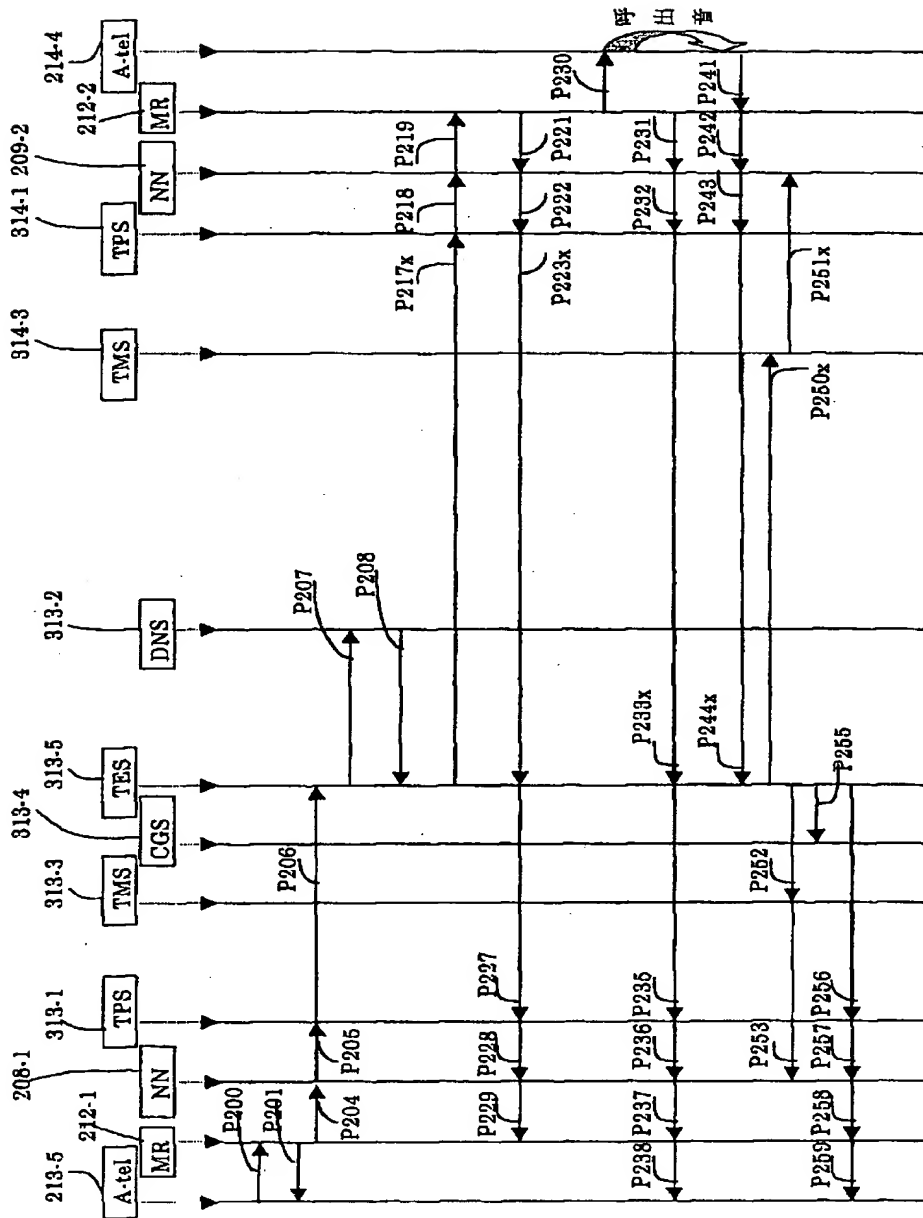 213-5
212-1
208-1
313-1
313-3
313-4
313-5
313-2
314-3
314-1
209-2
212-2
214-4
A-tel
MR
NN
TPS
TMS
CGS
TES
DNS
TMS
TPS
NN
MR
A-tel
P200
P201
P204
P205
P206
P207
P208
P217x
P218
P219
P221
P222
P223x
P227
P228
P229
P230
呼出音
P231
P232
P233x
P235
P236
P237
P238
P241
P242
P243
P244x
P250x
P251x
P252
P253
P255
P256
P257
P258
P259